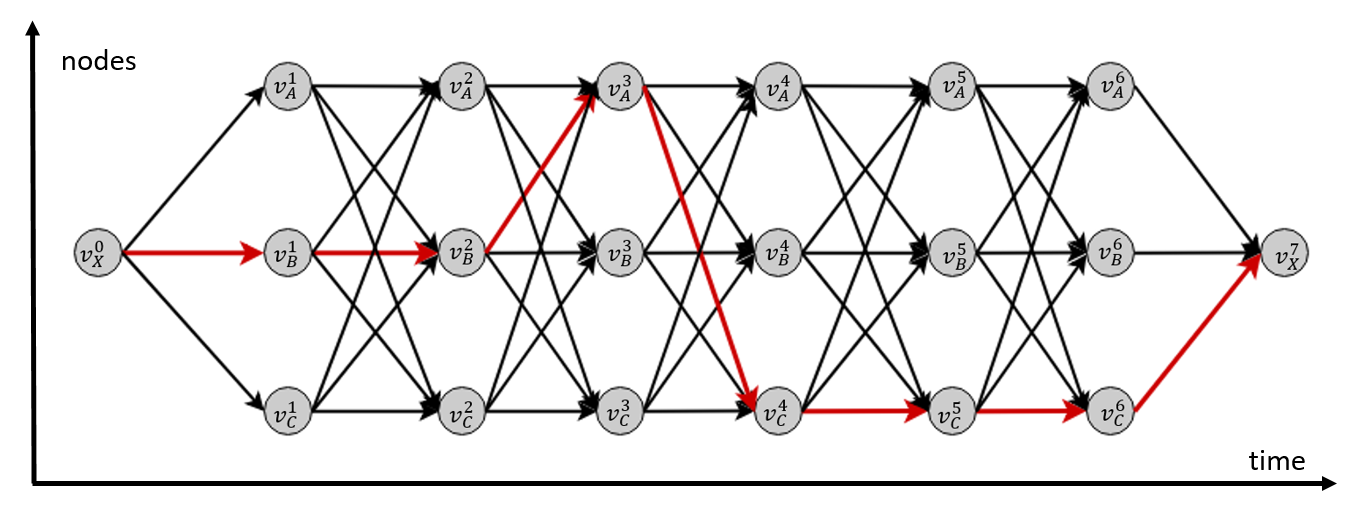 nodes
v_A^1 v_A^2 v_A^3 v_A^4 v_A^5 v_A^6
v_X^0 v_B^1 v_B^2 v_B^3 v_B^4 v_B^5 v_B^6 v_X^7
v_C^1 v_C^2 v_C^3 v_C^4 v_C^5 v_C^6
time